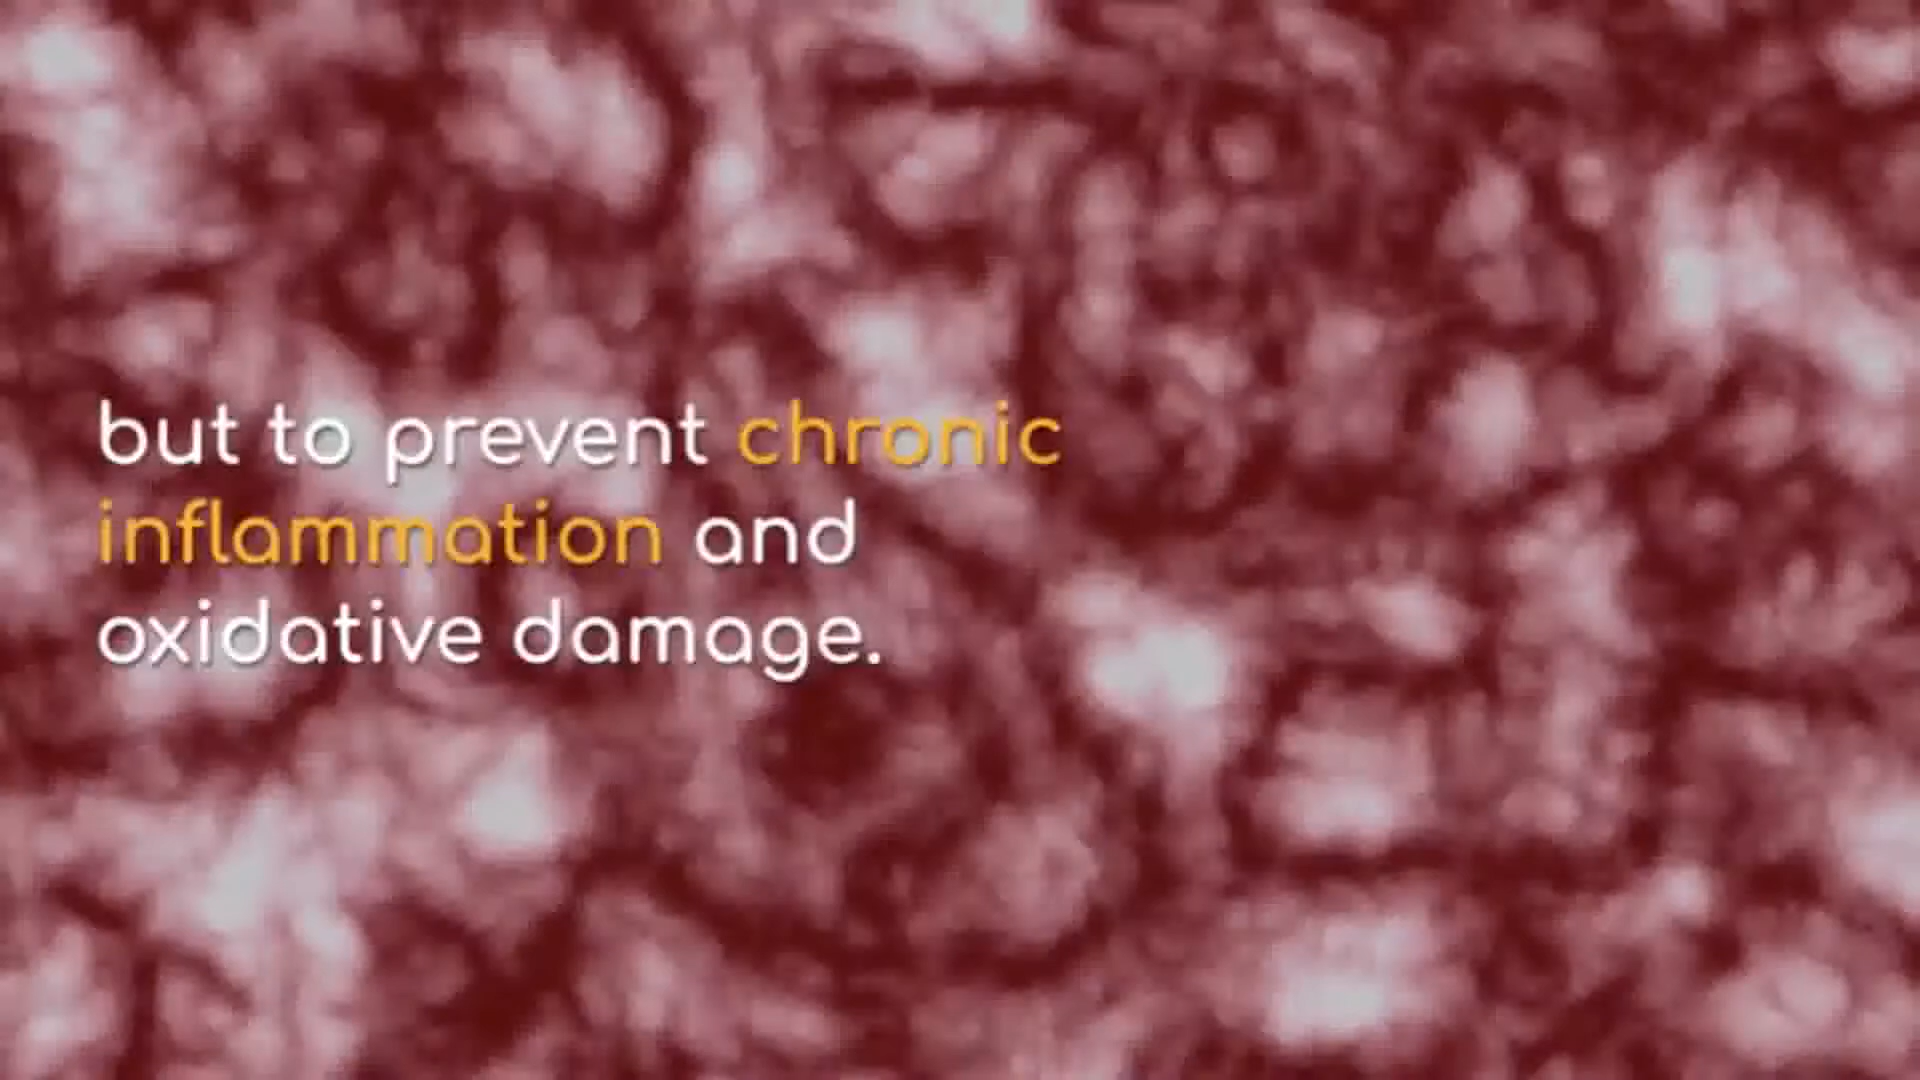 but to prevent chronic
inflammation and
oxidative damage.